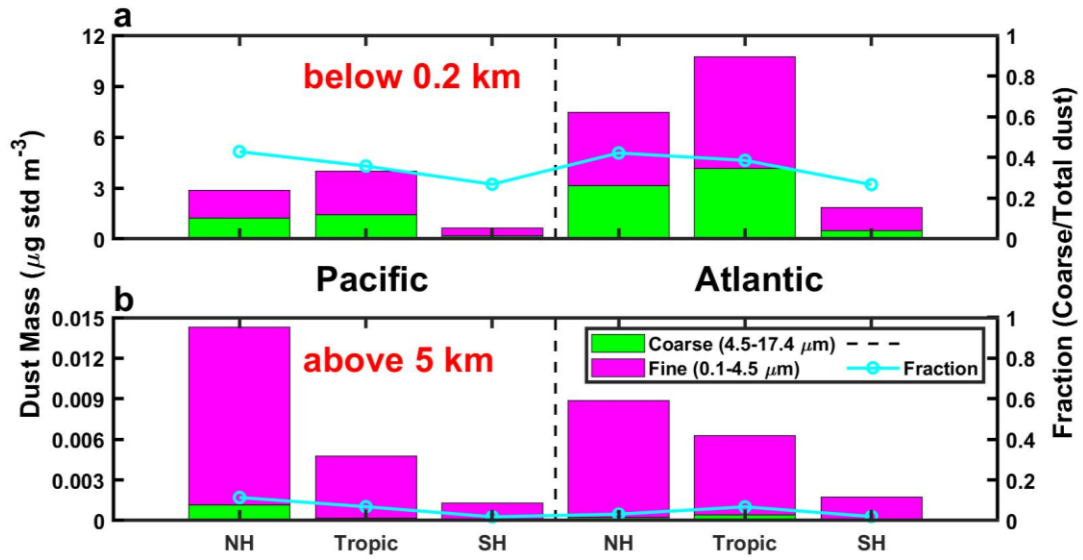 a
12
9
6
3
0
below 0.2 km
1
0.8
0.6
0.4
0.2
0
Dust Mass (μg std m-3)
Fraction (Coarse/Total dust)
Pacific
Atlantic
b
0.015
0.012
0.009
0.006
0.003
0
above 5 km
Coarse (4.5-17.4 μm)
Fine (0.1-4.5 μm)
Fraction
1
0.8
0.6
0.4
0.2
0
NH Tropic SH NH Tropic SH